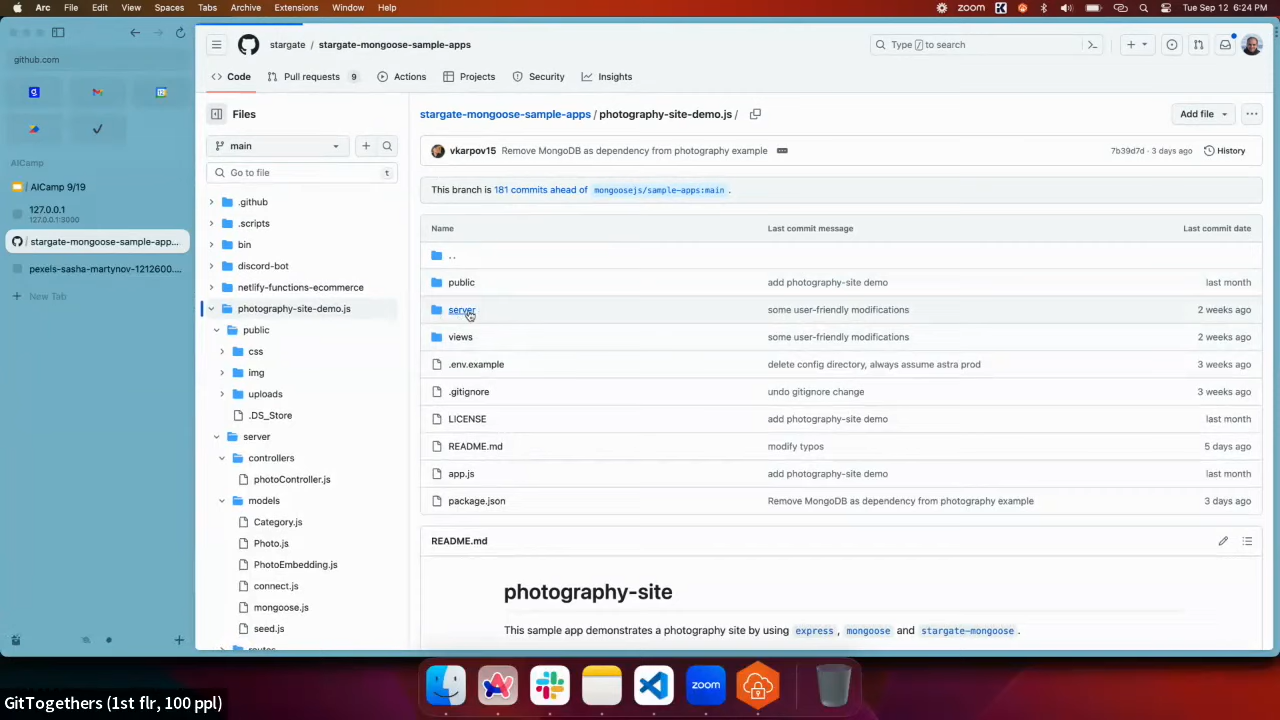 Arc File Edit View Spaces Tabs Archive Extensions Window Help
zoom Tue Sep 12 6:24 PM
github.com
AICamp
AICamp 9/19
127.0.0.1
127.0.0.1:3000
stargate-mongoose-sample-app...
pexels-sasha-martynov-1212600....
New Tab
stargate / stargate-mongoose-sample-apps
Type / to search
Code Pull requests 9 Actions Projects Security Insights
Files
main
Go to file t
.github
.scripts
bin
discord-bot
netlify-functions-ecommerce
photography-site-demo.js
public
css
img
uploads
.DS_Store
server
controllers
photoController.js
models
Category.js
Photo.js
PhotoEmbedding.js
connect.js
mongoose.js
seed.js
routes
stargate-mongoose-sample-apps / photography-site-demo.js /
Add file
vkarpov15 Remove MongoDB as dependency from photography example 7b39d7d · 3 days ago History
This branch is 181 commits ahead of mongoosejs/sample-apps:main .
Name Last commit message Last commit date
..
public add photography-site demo last month
server some user-friendly modifications 2 weeks ago
views some user-friendly modifications 2 weeks ago
.env.example delete config directory, always assume astra prod 3 weeks ago
.gitignore undo gitignore change 3 weeks ago
LICENSE add photography-site demo last month
README.md modify typos 5 days ago
app.js add photography-site demo last month
package.json Remove MongoDB as dependency from photography example 3 days ago
README.md
photography-site
This sample app demonstrates a photography site by using express , mongoose and stargate-mongoose .
zoom
GitTogethers (1st flr, 100 ppl)